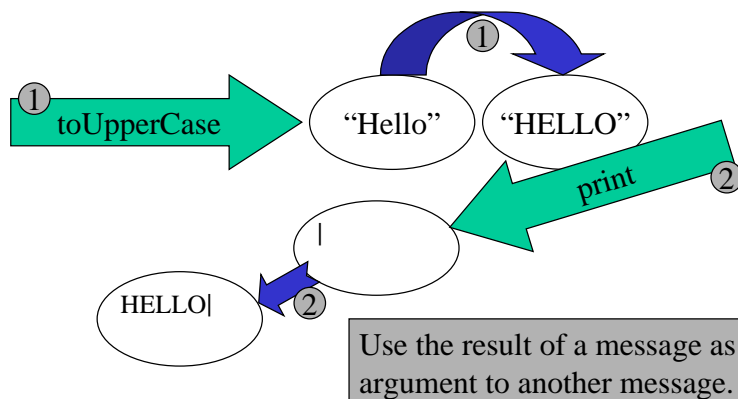 1
1
toUpperCase
“Hello”
“HELLO”
print
2
|
HELLO|
2
Use the result of a message as
argument to another message.